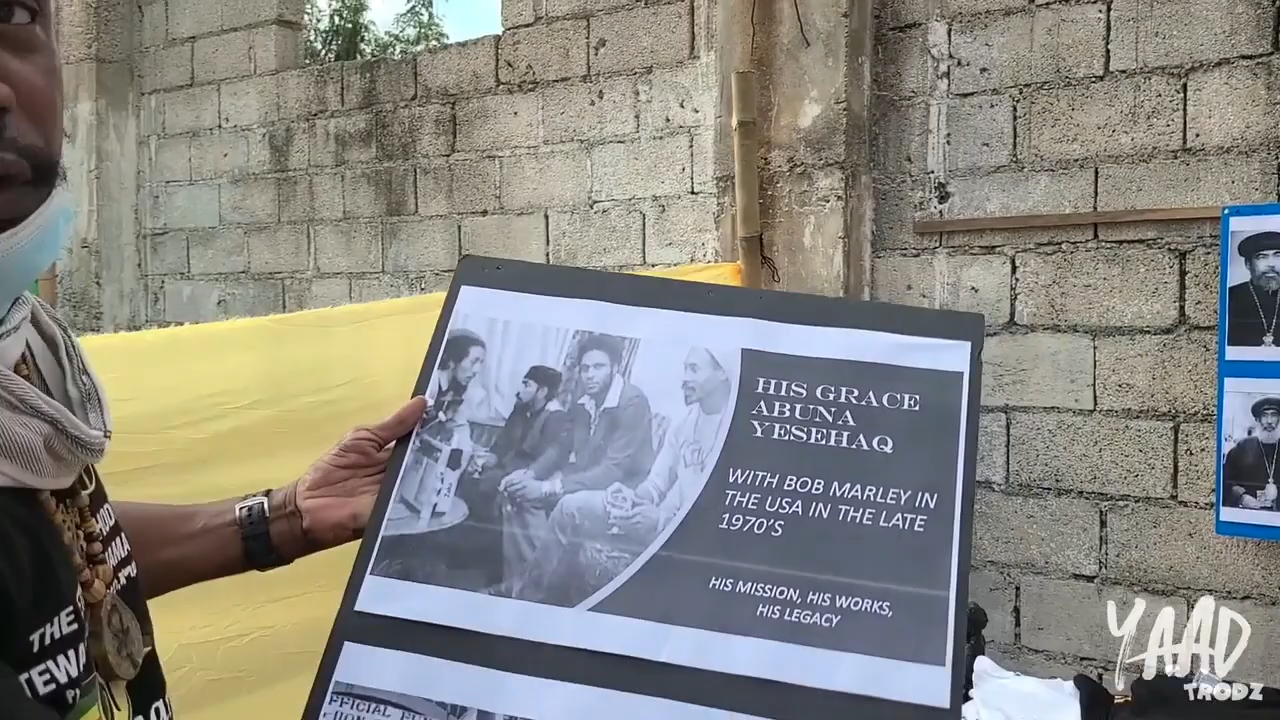 HIS GRACE
ABUNA
YESEHAQ
WITH BOB MARLEY IN
THE USA IN THE LATE
1970'S
HIS MISSION, HIS WORKS,
HIS LEGACY
THE
YAAD
TRODZ